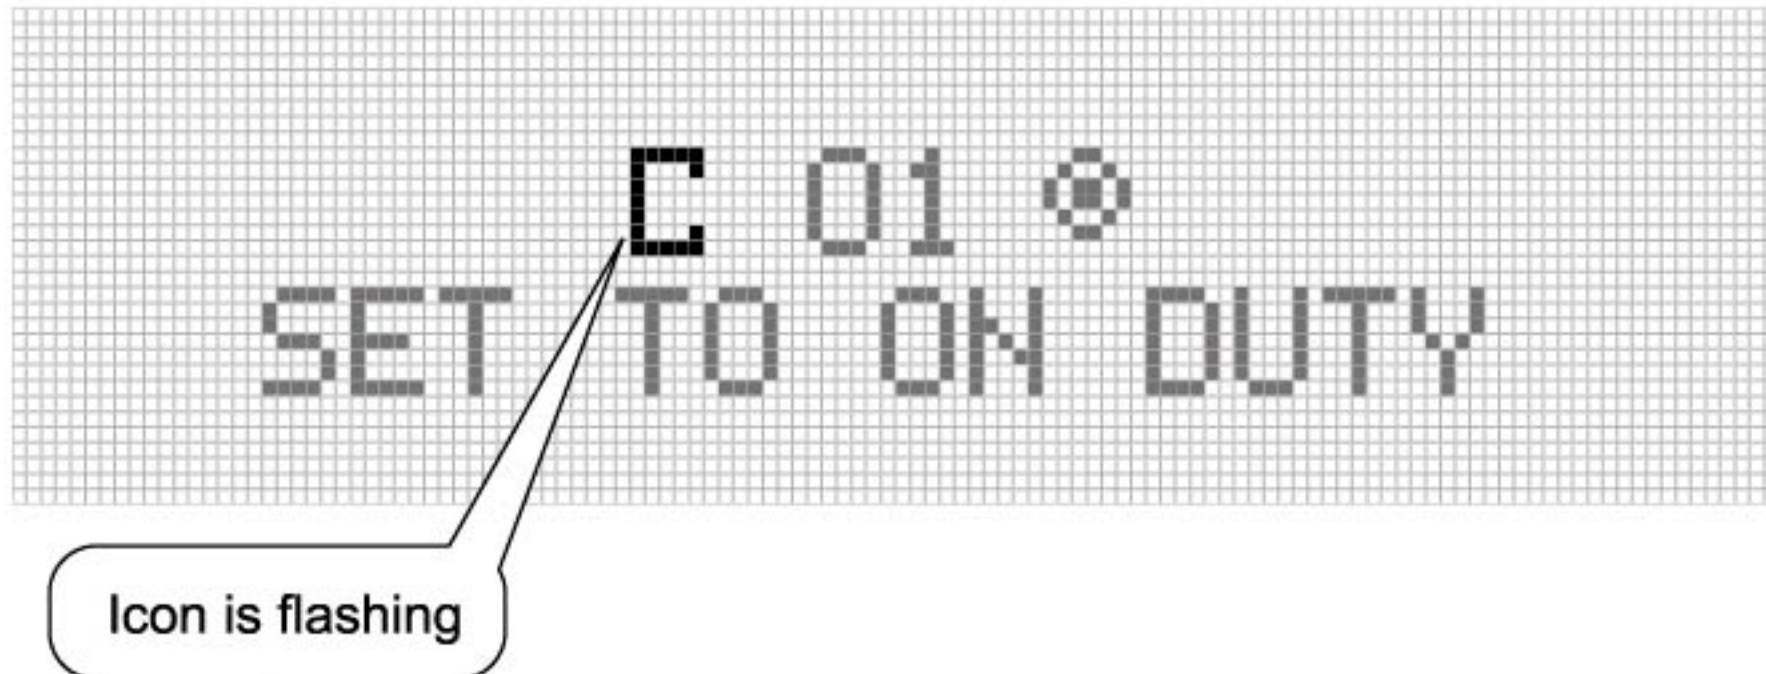 C 01 ◉
SET TO ON DUTY
Icon is flashing